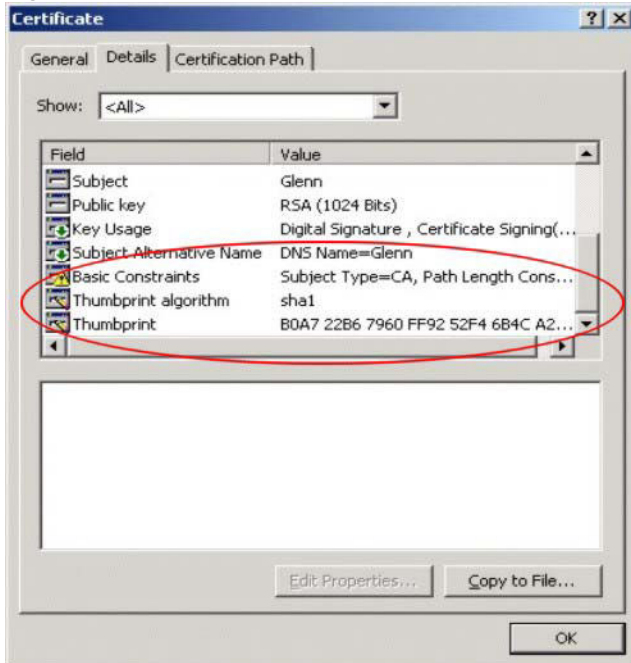 Certificate
General Details Certification Path
Show: <All>
Field Value
Subject Glenn
Public key RSA (1024 Bits)
Key Usage Digital Signature , Certificate Signing(...
Subject Alternative Name DNS Name=Glenn
Basic Constraints Subject Type=CA, Path Length Cons...
Thumbprint algorithm sha1
Thumbprint B0A7 22B6 7960 FF92 52F4 6B4C A2...
Edit Properties... Copy to File...
OK